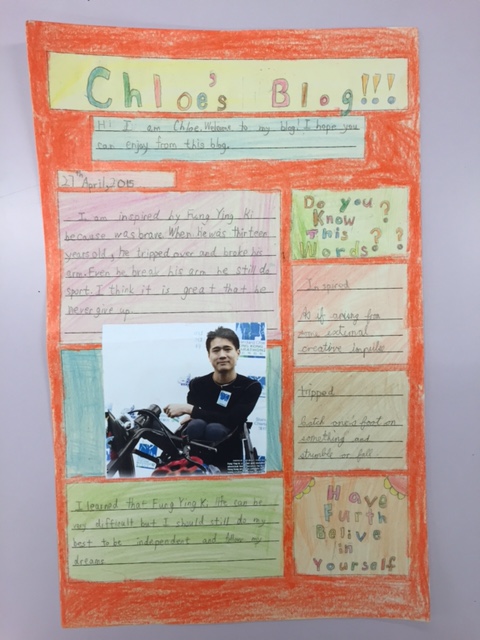 Chloe's Blog!!!
Hi I am Chloe. Welcome to my blog. I hope you
can enjoy from this blog.
27th April, 2015
I am inspired by Fung Ying Ki
because was brave. When he was thirteen
years old, he tripped over and broke his
arm. Even he break his arm he still do
sport. I think it is great that he
never give up
I learned that Fung Ying K. life can be
very difficult but I should still do my
best to be independent and my
dreams
Do you
Know
This ?
Words? ?
Inspired
As if arising from
some external
creative impulse
tripped
catch one's foot on
something and
stumble or fall.
Have
Furth
Belive
in
Yourself